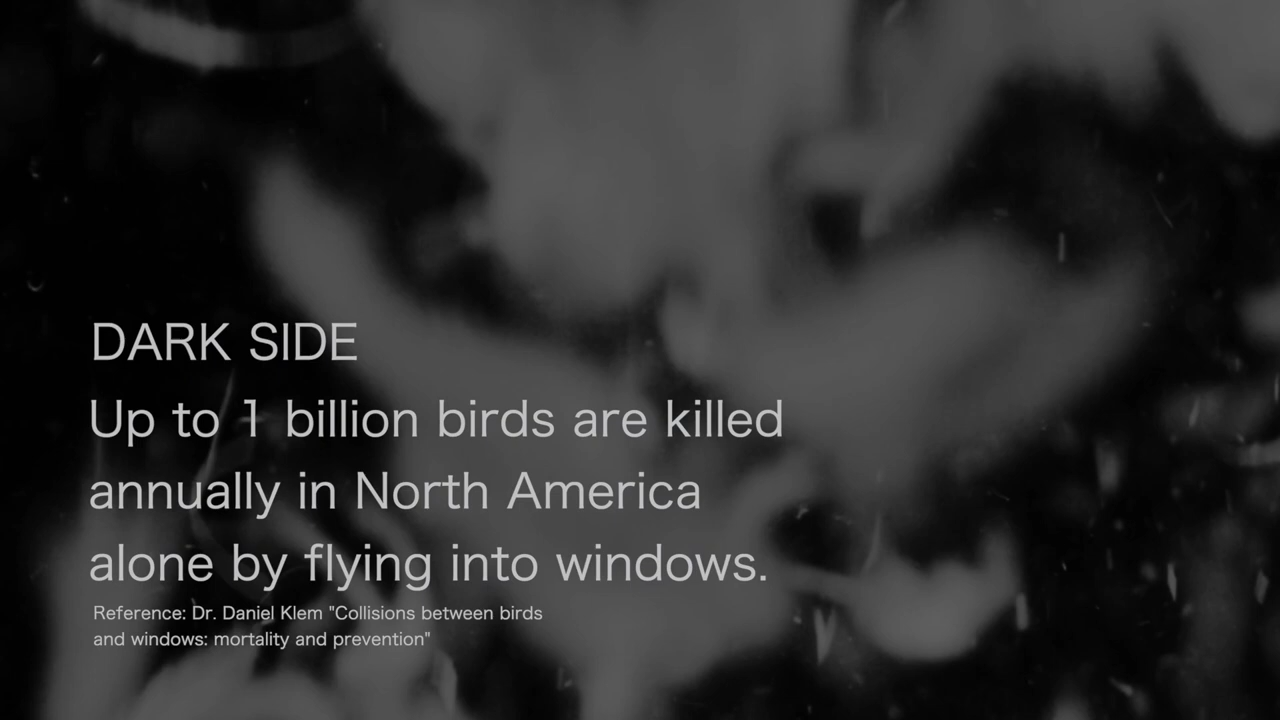 DARK SIDE
Up to 1 billion birds are killed
annually in North America
alone by flying into windows.
Reference: Dr. Daniel Klem "Collisions between birds
and windows: mortality and prevention"